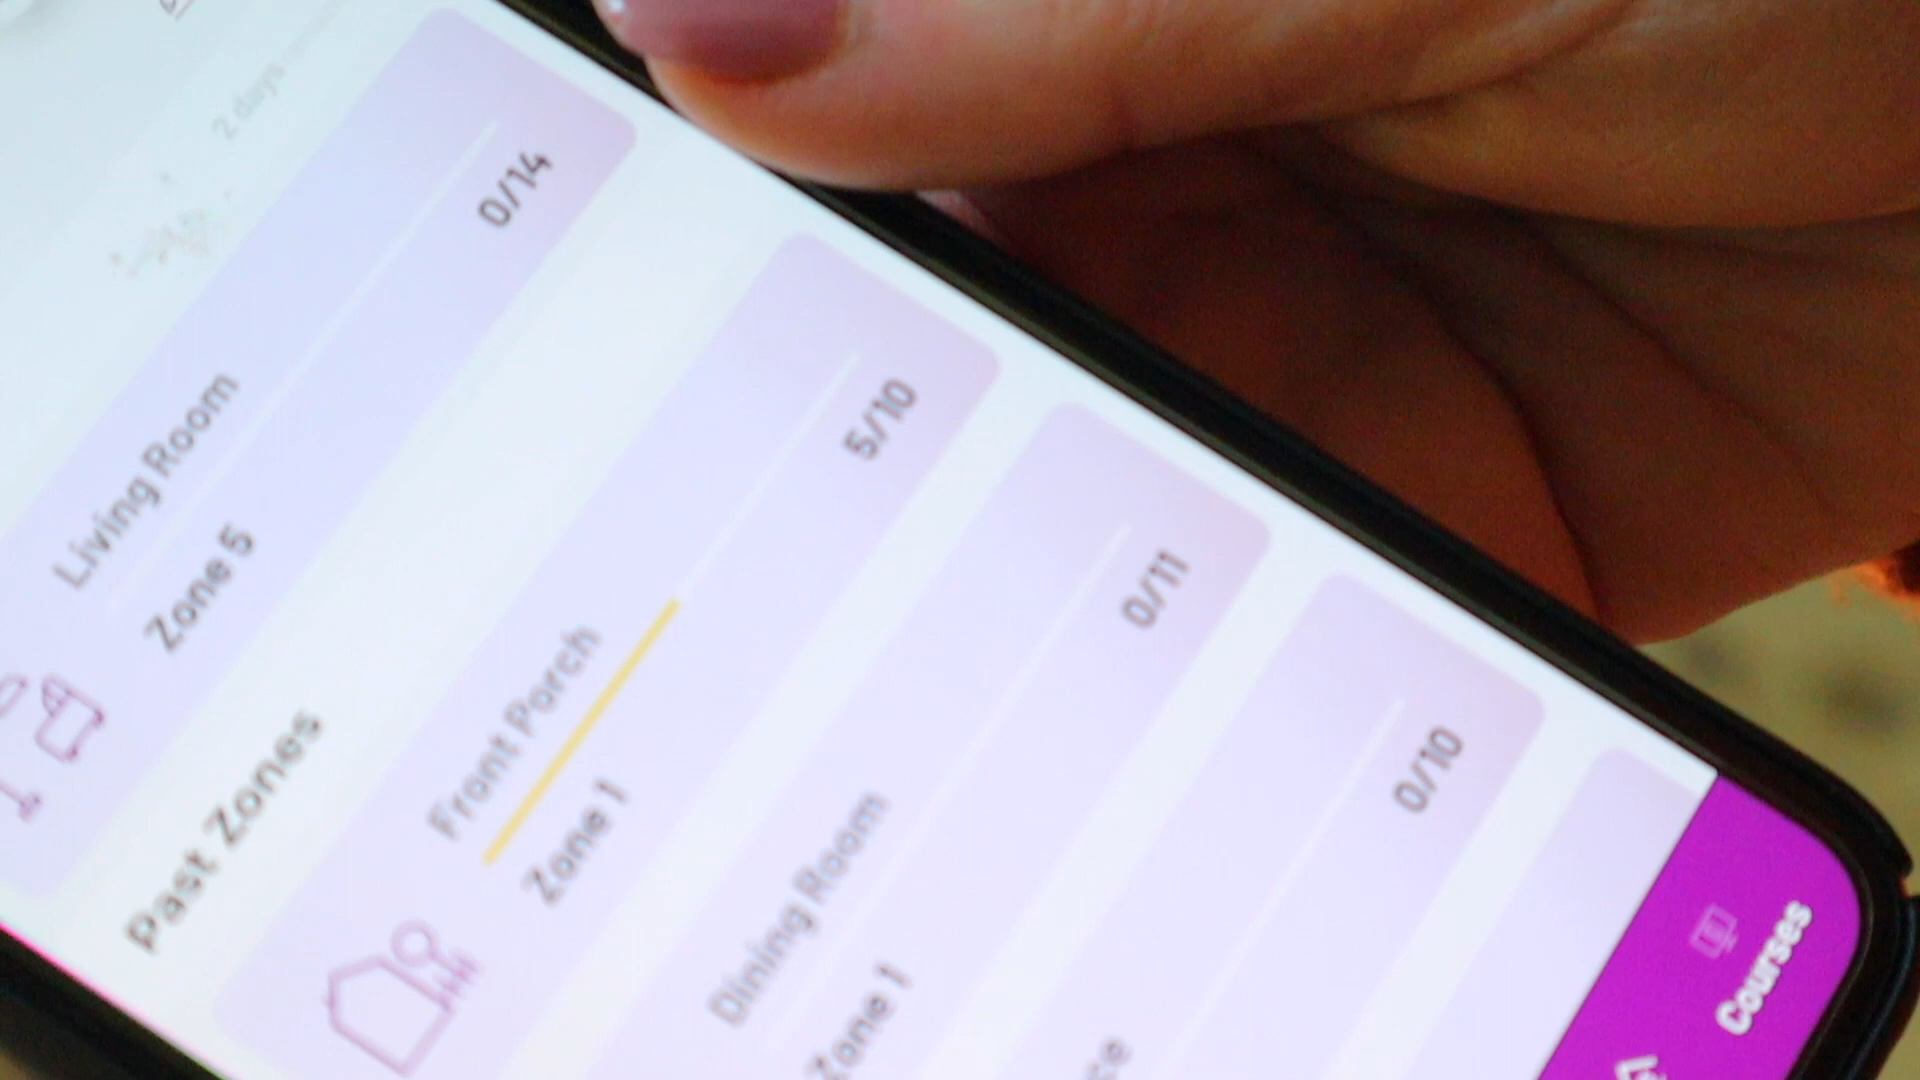 2 days
Living Room
0/14
Zone 5
Past Zones
Front Porch
5/10
Zone 1
Dining Room
0/11
Zone 1
0/10
Courses